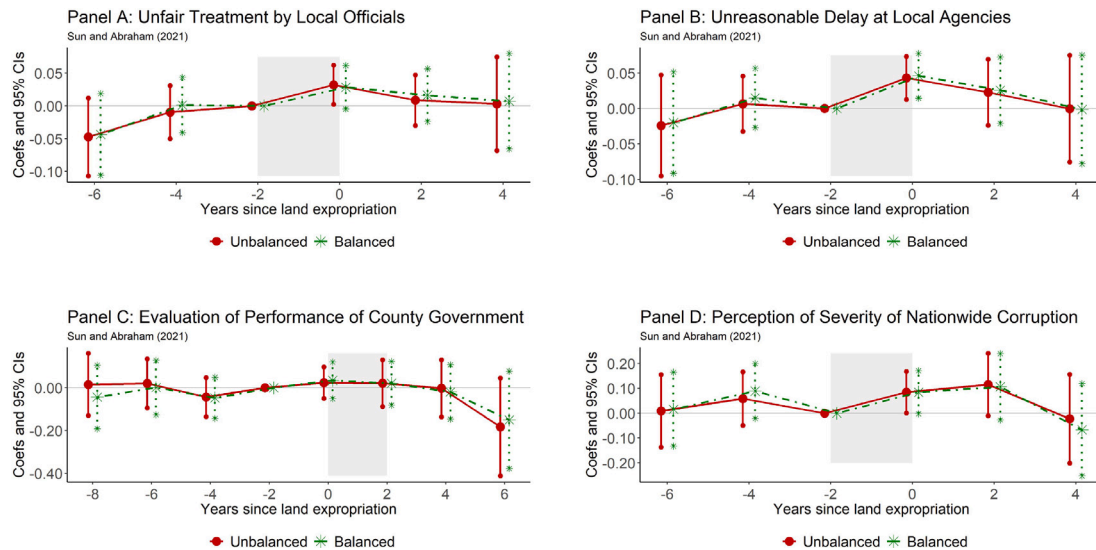 Panel A: Unfair Treatment by Local Officials
Sun and Abraham (2021)
Coefs and 95% CIs
0.05
0.00
-0.05
-0.10
-6
-4
-2
0
2
4
Years since land expropriation
Unbalanced
Balanced
Panel B: Unreasonable Delay at Local Agencies
Sun and Abraham (2021)
Coefs and 95% CIs
0.05
0.00
-0.05
-0.10
-6
-4
-2
0
2
4
Years since land expropriation
Unbalanced
Balanced
Panel C: Evaluation of Performance of County Government
Sun and Abraham (2021)
Coefs and 95% CIs
0.00
-0.20
-0.40
-8
-6
-4
-2
0
2
4
6
Years since land expropriation
Unbalanced
Balanced
Panel D: Perception of Severity of Nationwide Corruption
Sun and Abraham (2021)
Coefs and 95% CIs
0.20
0.10
0.00
-0.10
-0.20
-6
-4
-2
0
2
4
Years since land expropriation
Unbalanced
Balanced